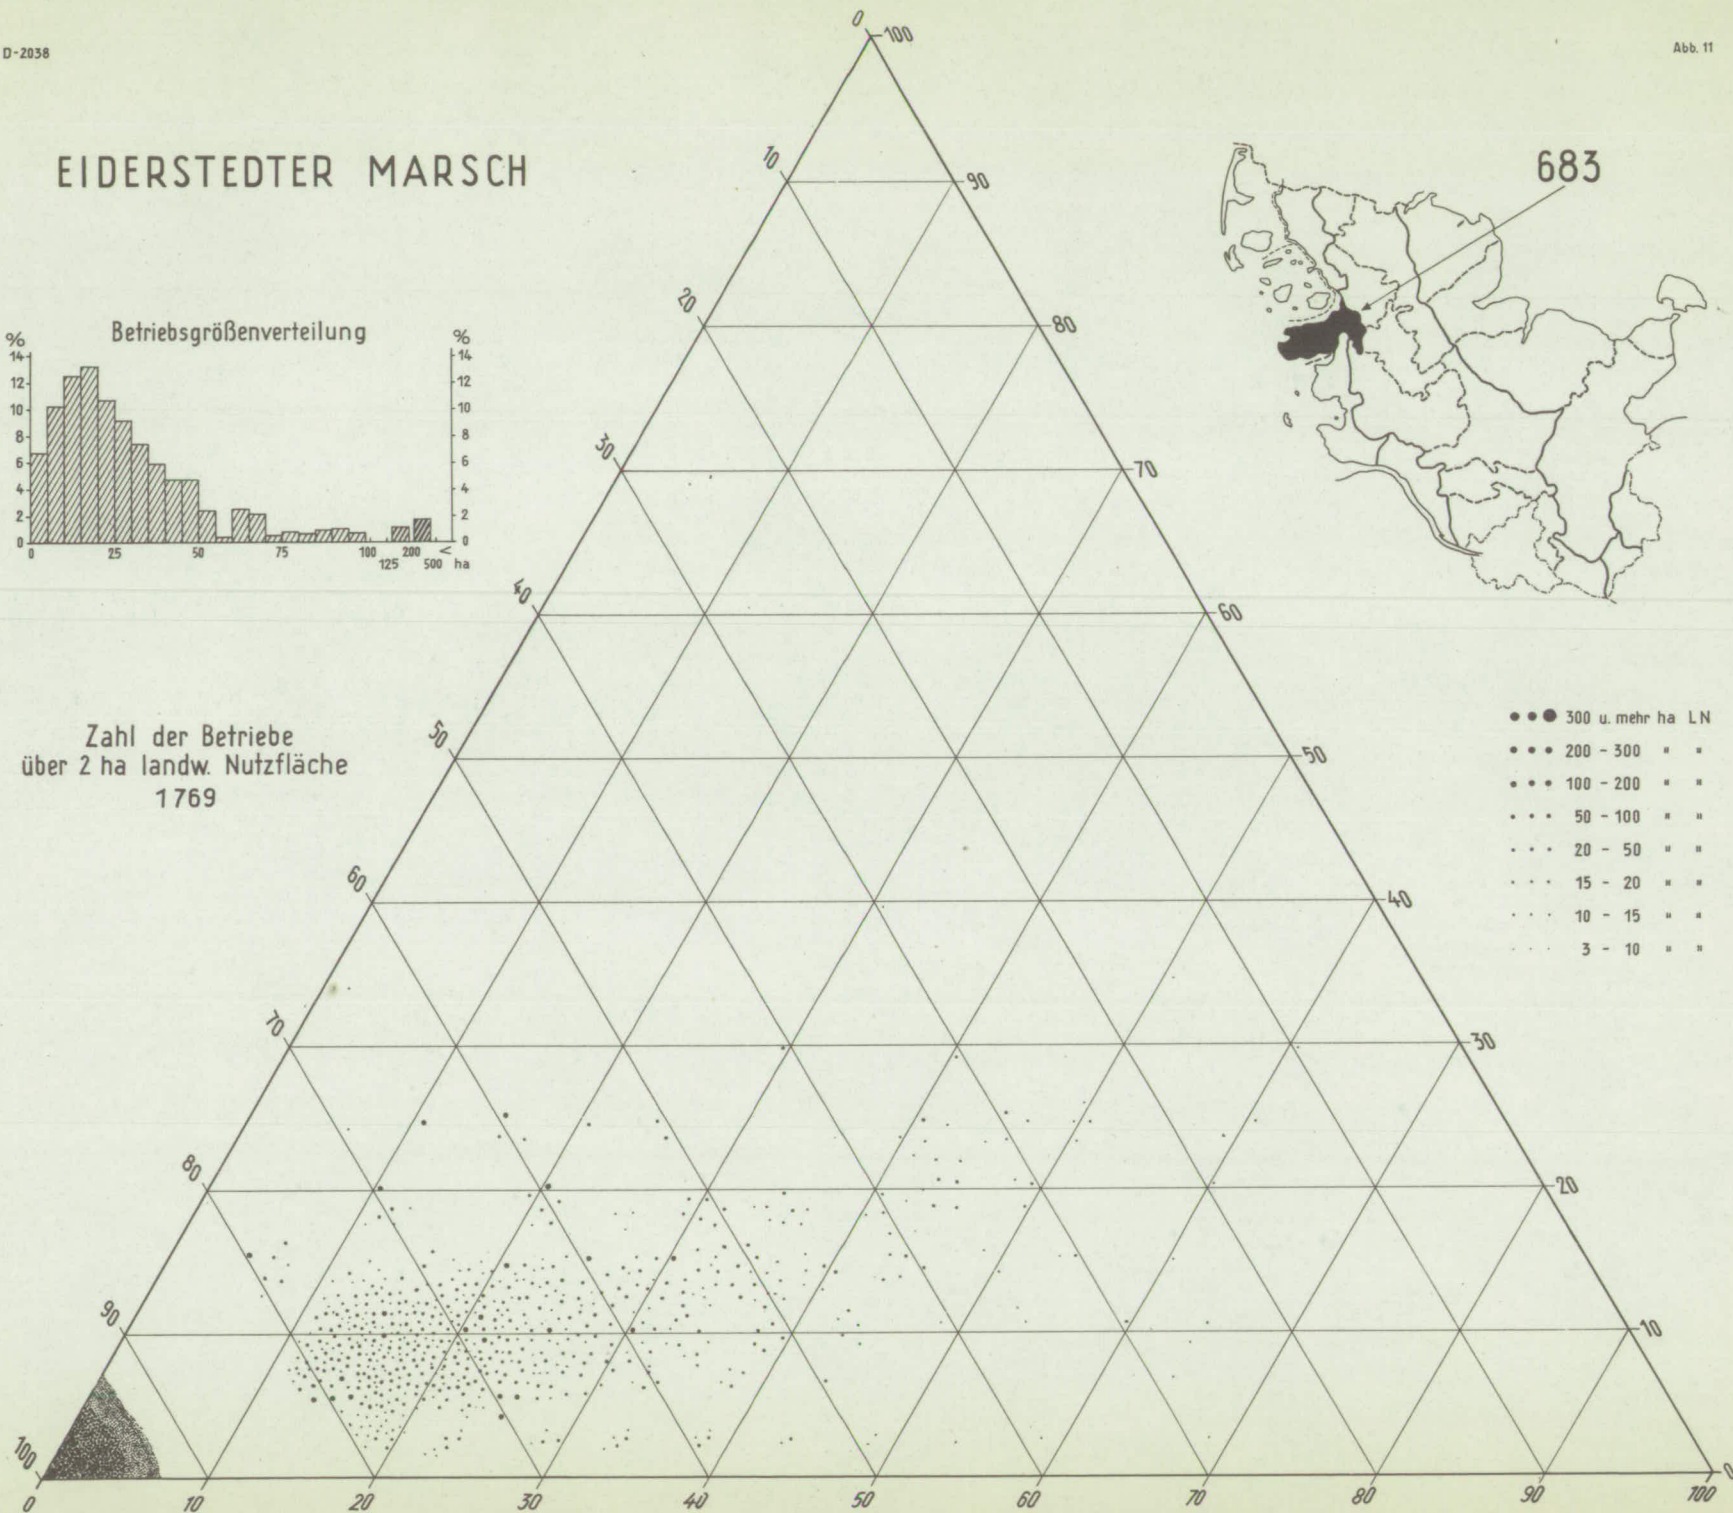 D-2038
Abb. 11
EIDERSTEDTER MARSCH
683
Betriebsgrößenverteilung
% %
14 14
12 12
10 10
8 8
6 6
4 4
2 2
0 0
0 25 50 75 100 200 <
125 500 ha
Zahl der Betriebe
über 2 ha landw. Nutzfläche
1769
300 u. mehr ha LN
200 - 300 " "
100 - 200 " "
50 - 100 " "
20 - 50 " "
15 - 20 " "
10 - 15 " "
3 - 10 " "
0 100
10 90
20 80
30 70
40 60
50 50
60 40
70 30
80 20
90 10
100 0
0 10 20 30 40 50 60 70 80 90 100